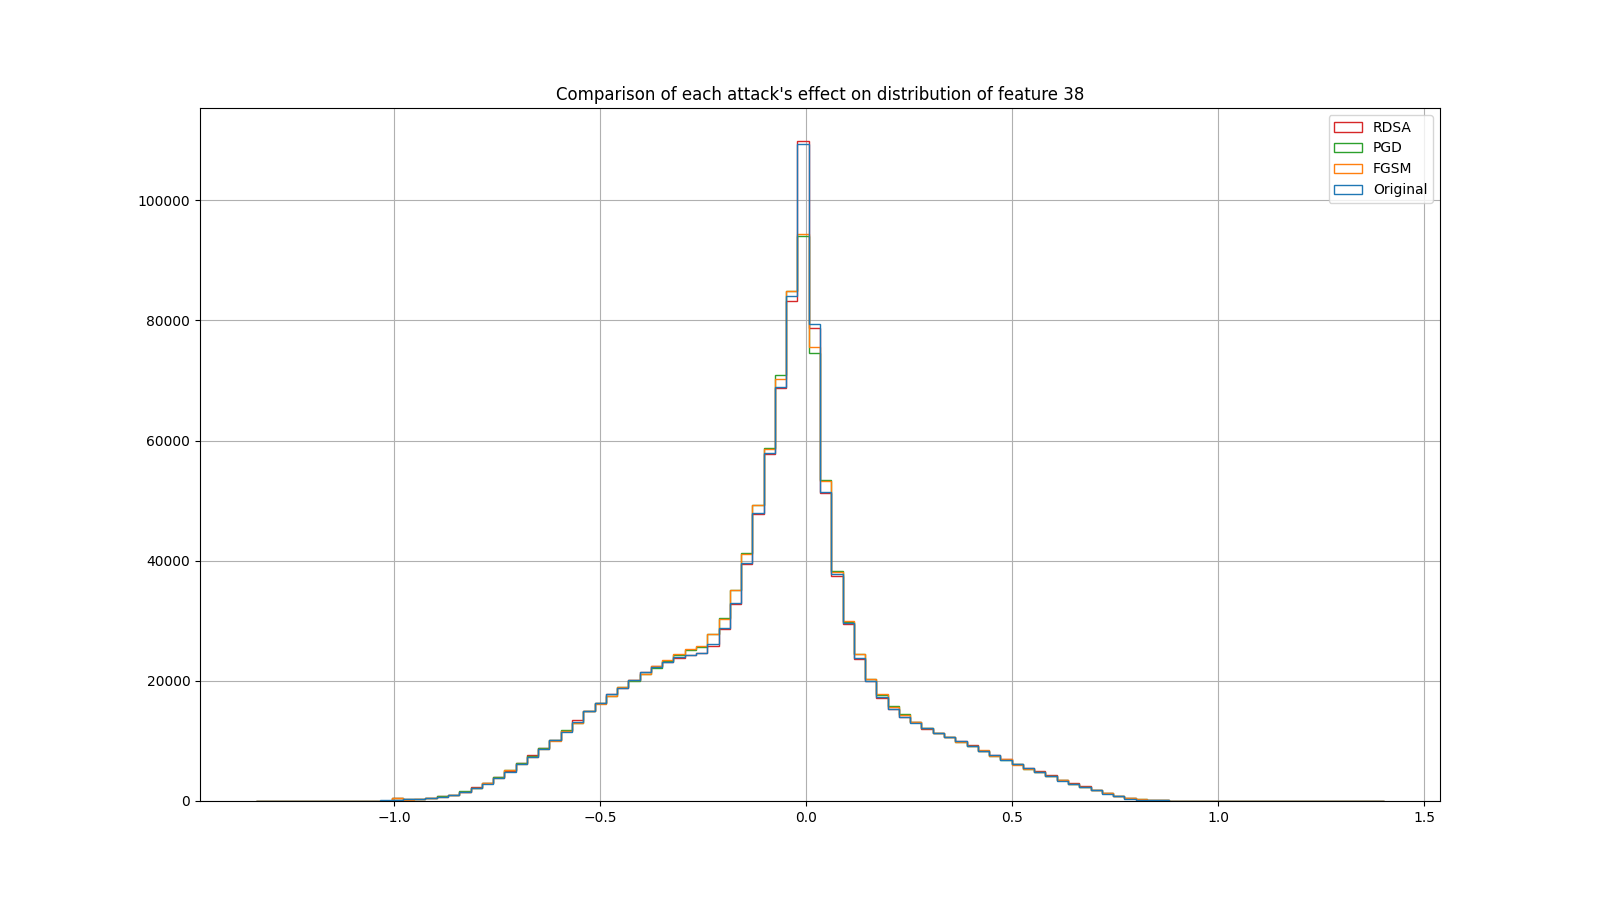 Comparison of each attack's effect on distribution of feature 38
RDSA
PGD
FGSM
Original
100000
80000
60000
40000
20000
0
−1.0
−0.5
0.0
0.5
1.0
1.5